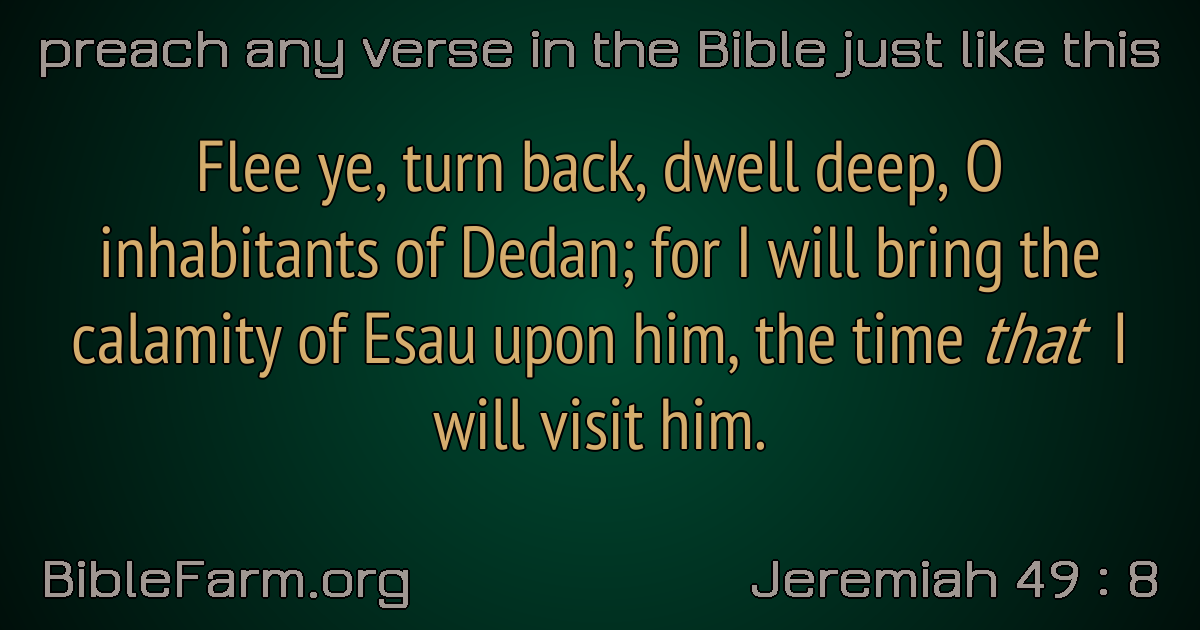 preach any verse in the Bible just like this
Flee ye, turn back, dwell deep, O
inhabitants of Dedan; for I will bring the
calamity of Esau upon him, the time that I
will visit him.
BibleFarm.org
Jeremiah 49 : 8